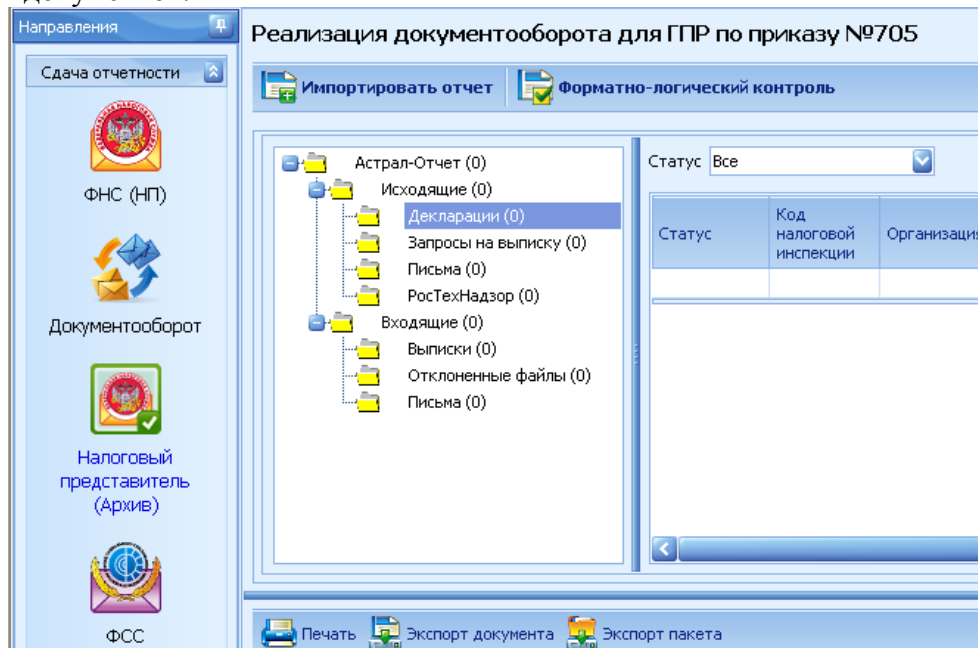 Направления
Реализация документооборота для ГПР по приказу №705
Сдача отчетности
Импортировать отчет
Форматно-логический контроль
ФНС (НП)
Документооборот
Налоговый
представитель
(Архив)
ФСС
Астрал-Отчет (0)
Исходящие (0)
Декларации (0)
Запросы на выписку (0)
Письма (0)
РосТехНадзор (0)
Входящие (0)
Выписки (0)
Отклоненные файлы (0)
Письма (0)
Статус Все
Статус
Код
налоговой
инспекции
Организация
Печать
Экспорт документа
Экспорт пакета